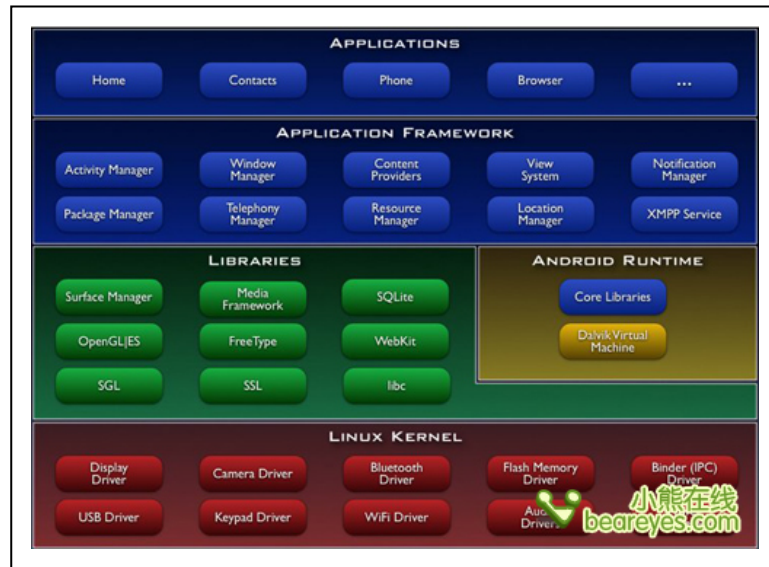 APPLICATIONS
Home Contacts Phone Browser ...
APPLICATION FRAMEWORK
Activity Manager Window Manager Content Providers View System Notification Manager
Package Manager Telephony Manager Resource Manager Location Manager XMPP Service
LIBRARIES
Surface Manager Media Framework SQLite
OpenGL|ES FreeType WebKit
SGL SSL libc
ANDROID RUNTIME
Core Libraries
Dalvik Virtual Machine
LINUX KERNEL
Display Driver Camera Driver Bluetooth Driver Flash Memory Driver Binder (IPC) Driver
USB Driver Keypad Driver WiFi Driver Drivers
小熊在线
beareyes.com